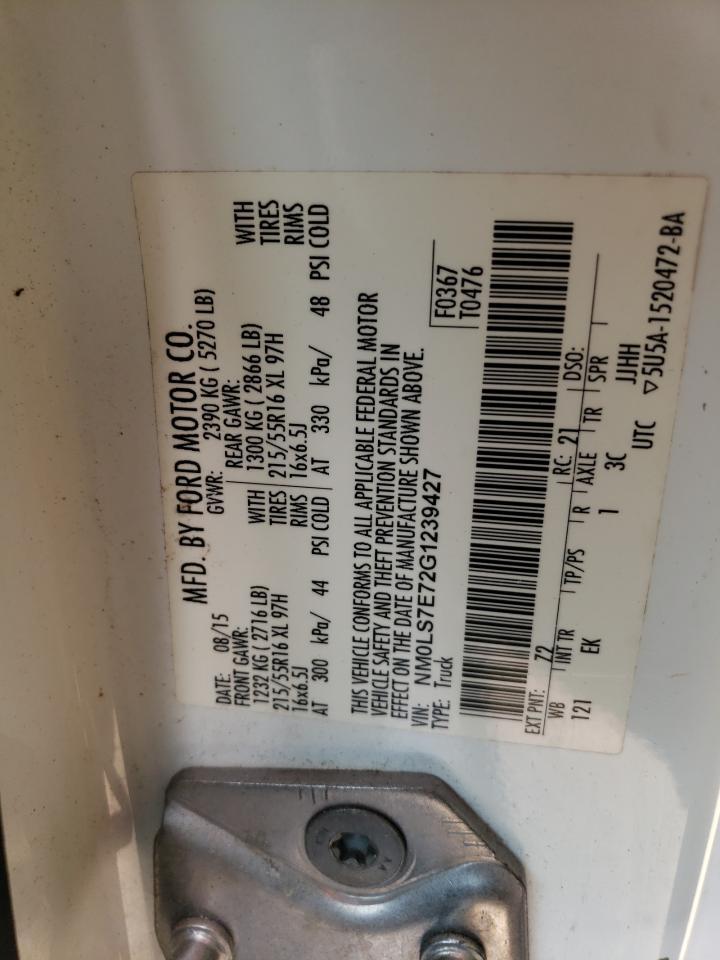 MFD. BY FORD MOTOR CO.
DATE: 08/15 GVWR: 2390 KG ( 5270 LB)
FRONT GAWR: REAR GAWR:
1232 KG ( 2716 LB) WITH 1300 KG ( 2866 LB) WITH
215/55R16 XL 97H TIRES 215/55R16 XL 97H TIRES
16x6.5J RIMS 16x6.5J RIMS
AT 300 kPa/ 44 PSI COLD AT 330 kPa/ 48 PSI COLD
THIS VEHICLE CONFORMS TO ALL APPLICABLE FEDERAL MOTOR
VEHICLE SAFETY AND THEFT PREVENTION STANDARDS IN
EFFECT ON THE DATE OF MANUFACTURE SHOWN ABOVE.
VIN: NM0LS7E72G1239427 F0367
TYPE: Truck T0476
EXT PNT: 7Z RC: 21 DSO:
WB INT TR TP/PS R AXLE TR SPR
121 EK 1 3C JJHH
UTC ▽5U5A-1520472-BA